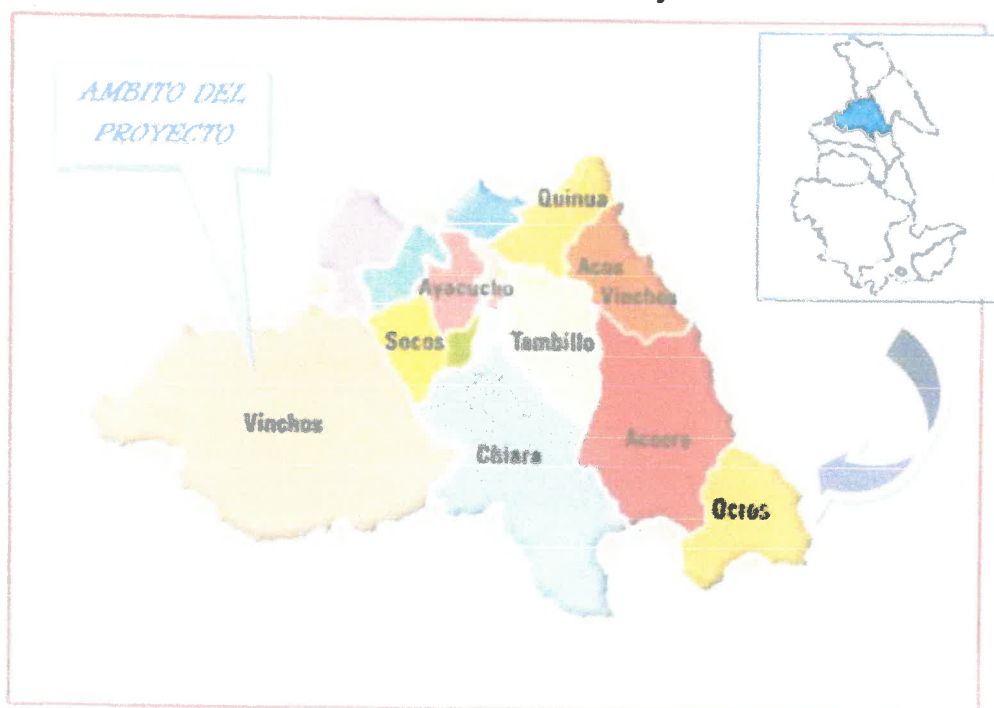 AMBITO DEL
PROYECTO
Quinua
Acos
Vinchos
Ayacucho
Socos
Tambillo
Vinchos
Chiara
Acocro
Ocros